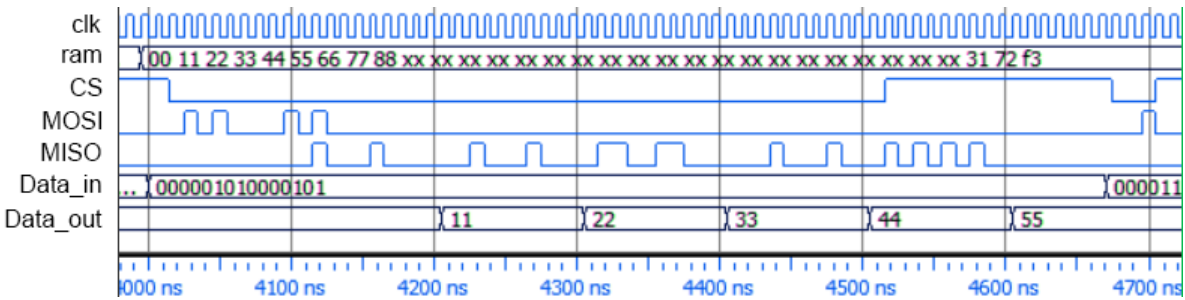 clk
ram 00 11 22 33 44 55 66 77 88 xx xx xx xx xx xx xx xx xx xx xx xx xx xx xx xx xx xx xx xx 31 72 f3
CS
MOSI
MISO
Data_in ... 000001010000101 000011
Data_out 11 22 33 44 55
4000 ns 4100 ns 4200 ns 4300 ns 4400 ns 4500 ns 4600 ns 4700 ns